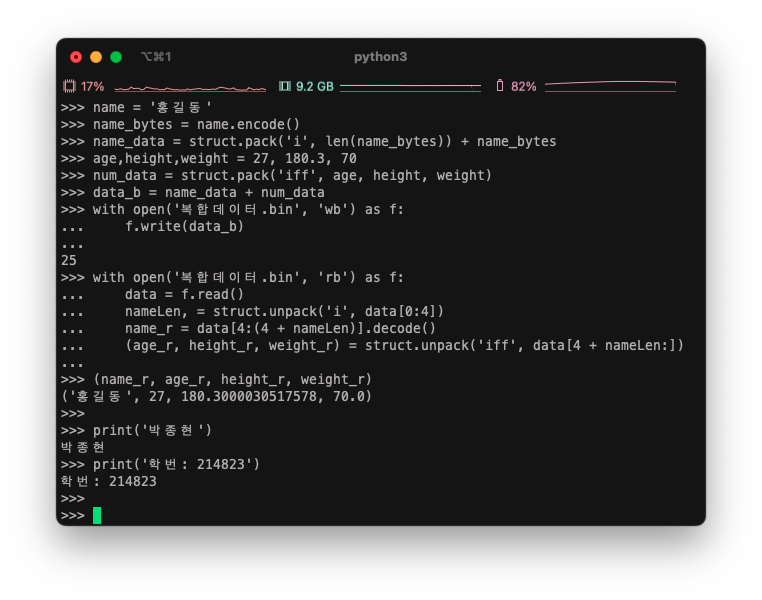 ⌥⌘1 python3
17% 9.2 GB 82%
>>> name = '홍길동'
>>> name_bytes = name.encode()
>>> name_data = struct.pack('i', len(name_bytes)) + name_bytes
>>> age,height,weight = 27, 180.3, 70
>>> num_data = struct.pack('iff', age, height, weight)
>>> data_b = name_data + num_data
>>> with open('복합데이터.bin', 'wb') as f:
...     f.write(data_b)
...
25
>>> with open('복합데이터.bin', 'rb') as f:
...     data = f.read()
...     nameLen, = struct.unpack('i', data[0:4])
...     name_r = data[4:(4 + nameLen)].decode()
...     (age_r, height_r, weight_r) = struct.unpack('iff', data[4 + nameLen:])
...
>>> (name_r, age_r, height_r, weight_r)
('홍길동', 27, 180.3000030517578, 70.0)
>>>
>>> print('박종현')
박종현
>>> print('학번: 214823')
학번: 214823
>>>
>>>